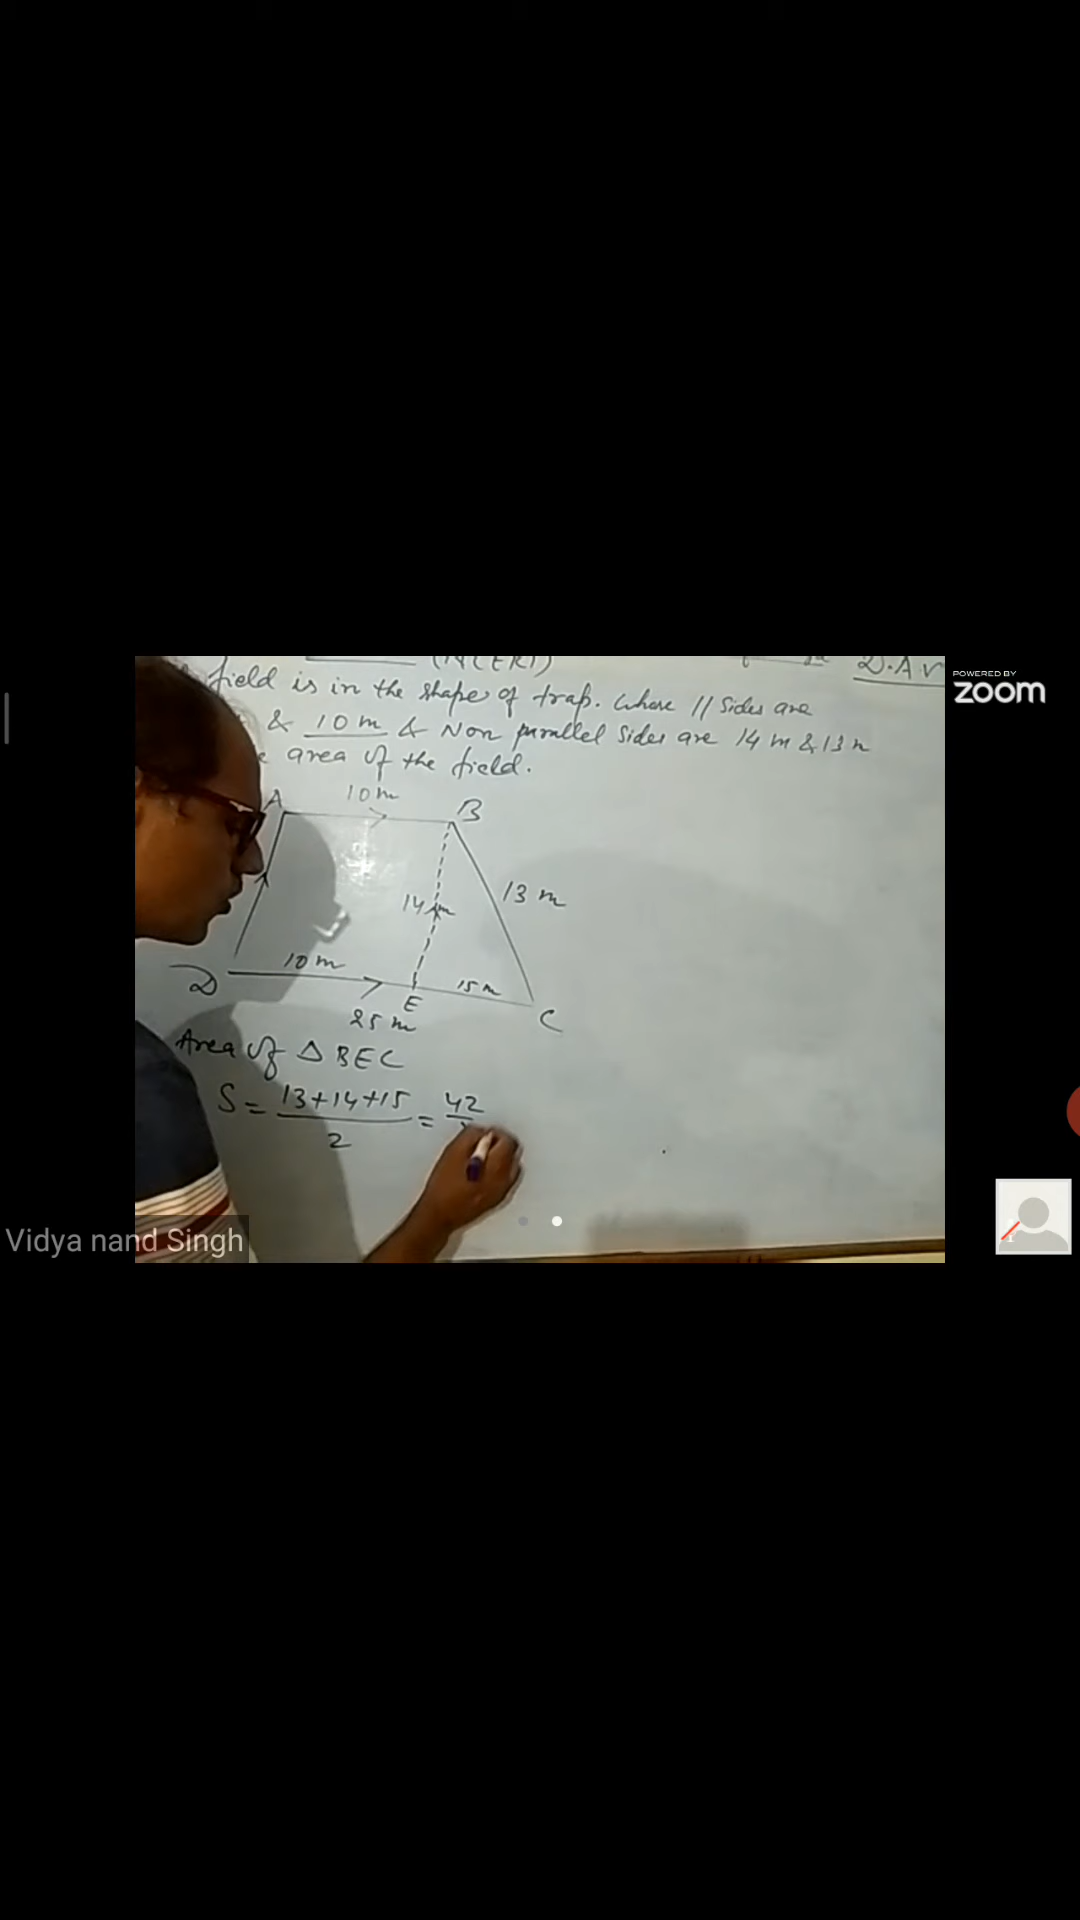 (NCERT)
D.A.V
POWERED BY
zoom
field is in the shape of trap. whose // sides are
& 10 m & Non parallel sides are 14 m & 13 m
area of the field.
A 10 m B
14 m 13 m
D 10 m E 15 m C
25 m
Area of △ BEC
S = 13+14+15 / 2 = 42
Vidya nand Singh